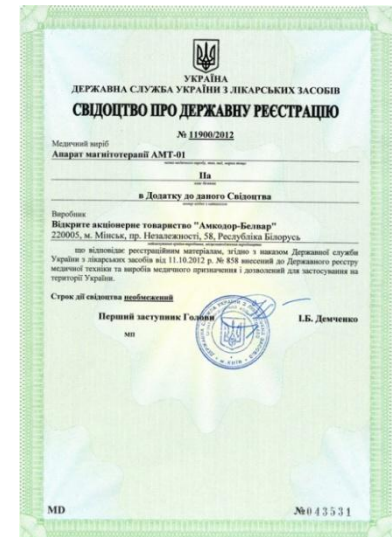 УКРАЇНА
ДЕРЖАВНА СЛУЖБА УКРАЇНИ З ЛІКАРСЬКИХ ЗАСОБІВ
СВІДОЦТВО ПРО ДЕРЖАВНУ РЕЄСТРАЦІЮ
№ 11900/2012
Медичний виріб
Апарат магнітотерапії АМТ-01
ІІа
в Додатку до даного Свідоцтва
Виробник
Відкрите акціонерне товариство "Амкодор-Белвар"
220005, м. Мінськ, пр. Незалежності, 58, Республіка Білорусь
що відповідає реєстраційним матеріалам, згідно з наказом Державної служби
України з лікарських засобів від 11.10.2012 р. № 858 внесений до Державного реєстру
медичної техніки та виробів медичного призначення і дозволений для застосування на
території України.
Строк дії свідоцтва необмежений
Перший заступник Голови І.Б. Демченко
МП
MD №043531